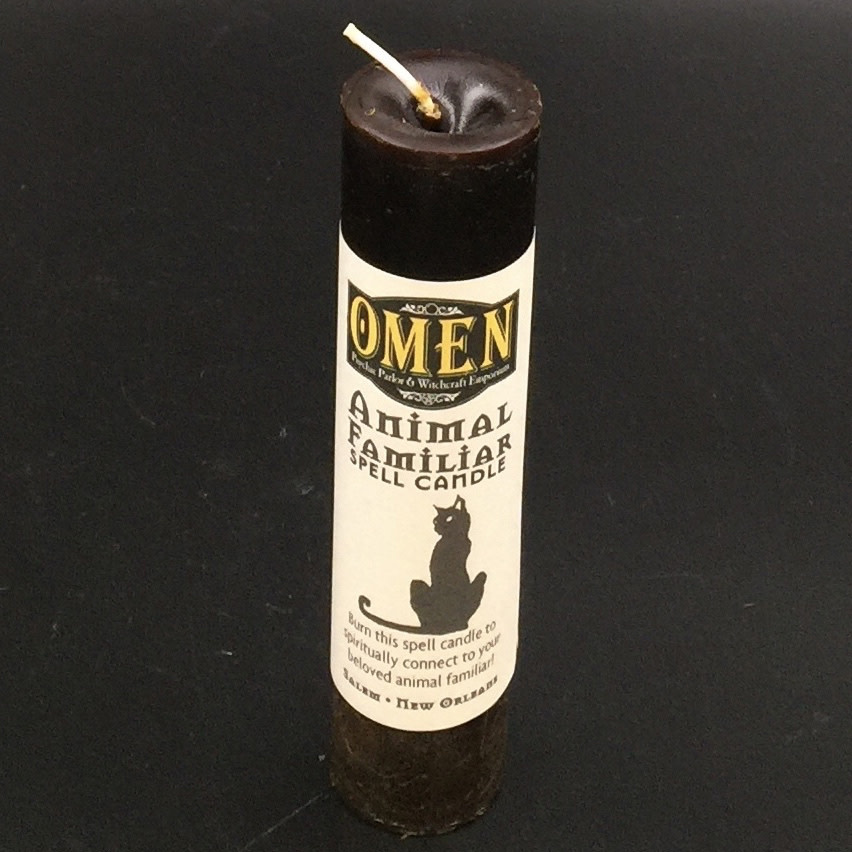 OMEN
Psychic Parlor & Witchcraft Emporium
Animal
Familiar
SPELL CANDLE
Burn this spell candle to
spiritually connect to your
beloved animal familiar!
Salem • New Orleans